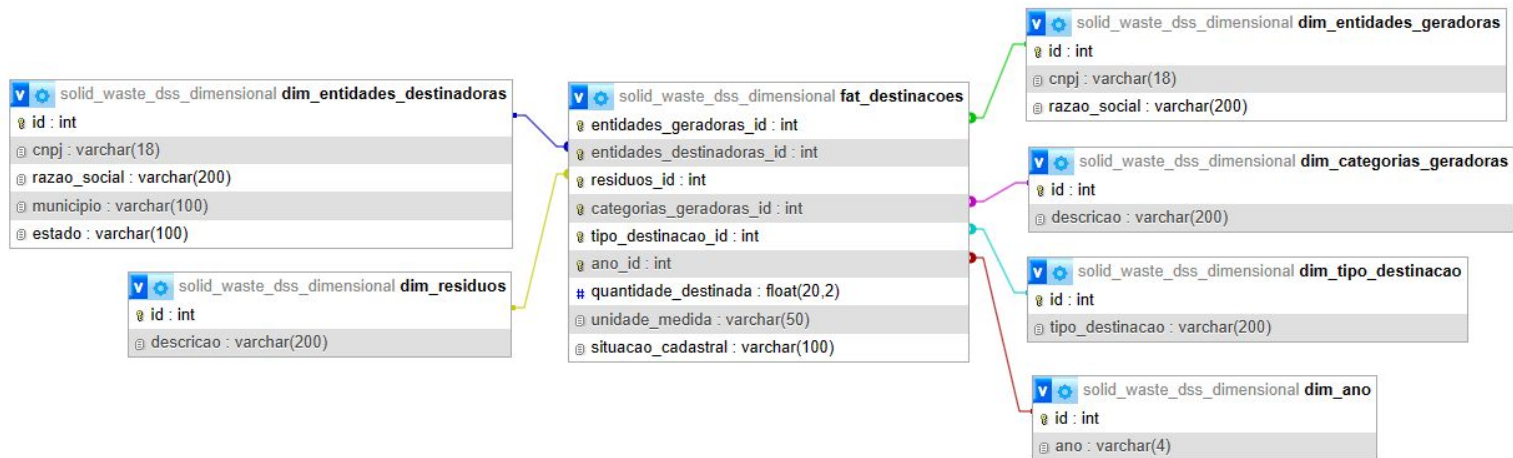 solid_waste_dss_dimensional dim_entidades_destinadoras
id : int
cnpj : varchar(18)
razao_social : varchar(200)
municipio : varchar(100)
estado : varchar(100)
solid_waste_dss_dimensional dim_residuos
id : int
descricao : varchar(200)
solid_waste_dss_dimensional fat_destinacoes
entidades_geradoras_id : int
entidades_destinadoras_id : int
residuos_id : int
categorias_geradoras_id : int
tipo_destinacao_id : int
ano_id : int
# quantidade_destinada : float(20,2)
unidade_medida : varchar(50)
situacao_cadastral : varchar(100)
solid_waste_dss_dimensional dim_entidades_geradoras
id : int
cnpj : varchar(18)
razao_social : varchar(200)
solid_waste_dss_dimensional dim_categorias_geradoras
id : int
descricao : varchar(200)
solid_waste_dss_dimensional dim_tipo_destinacao
id : int
tipo_destinacao : varchar(200)
solid_waste_dss_dimensional dim_ano
id : int
ano : varchar(4)